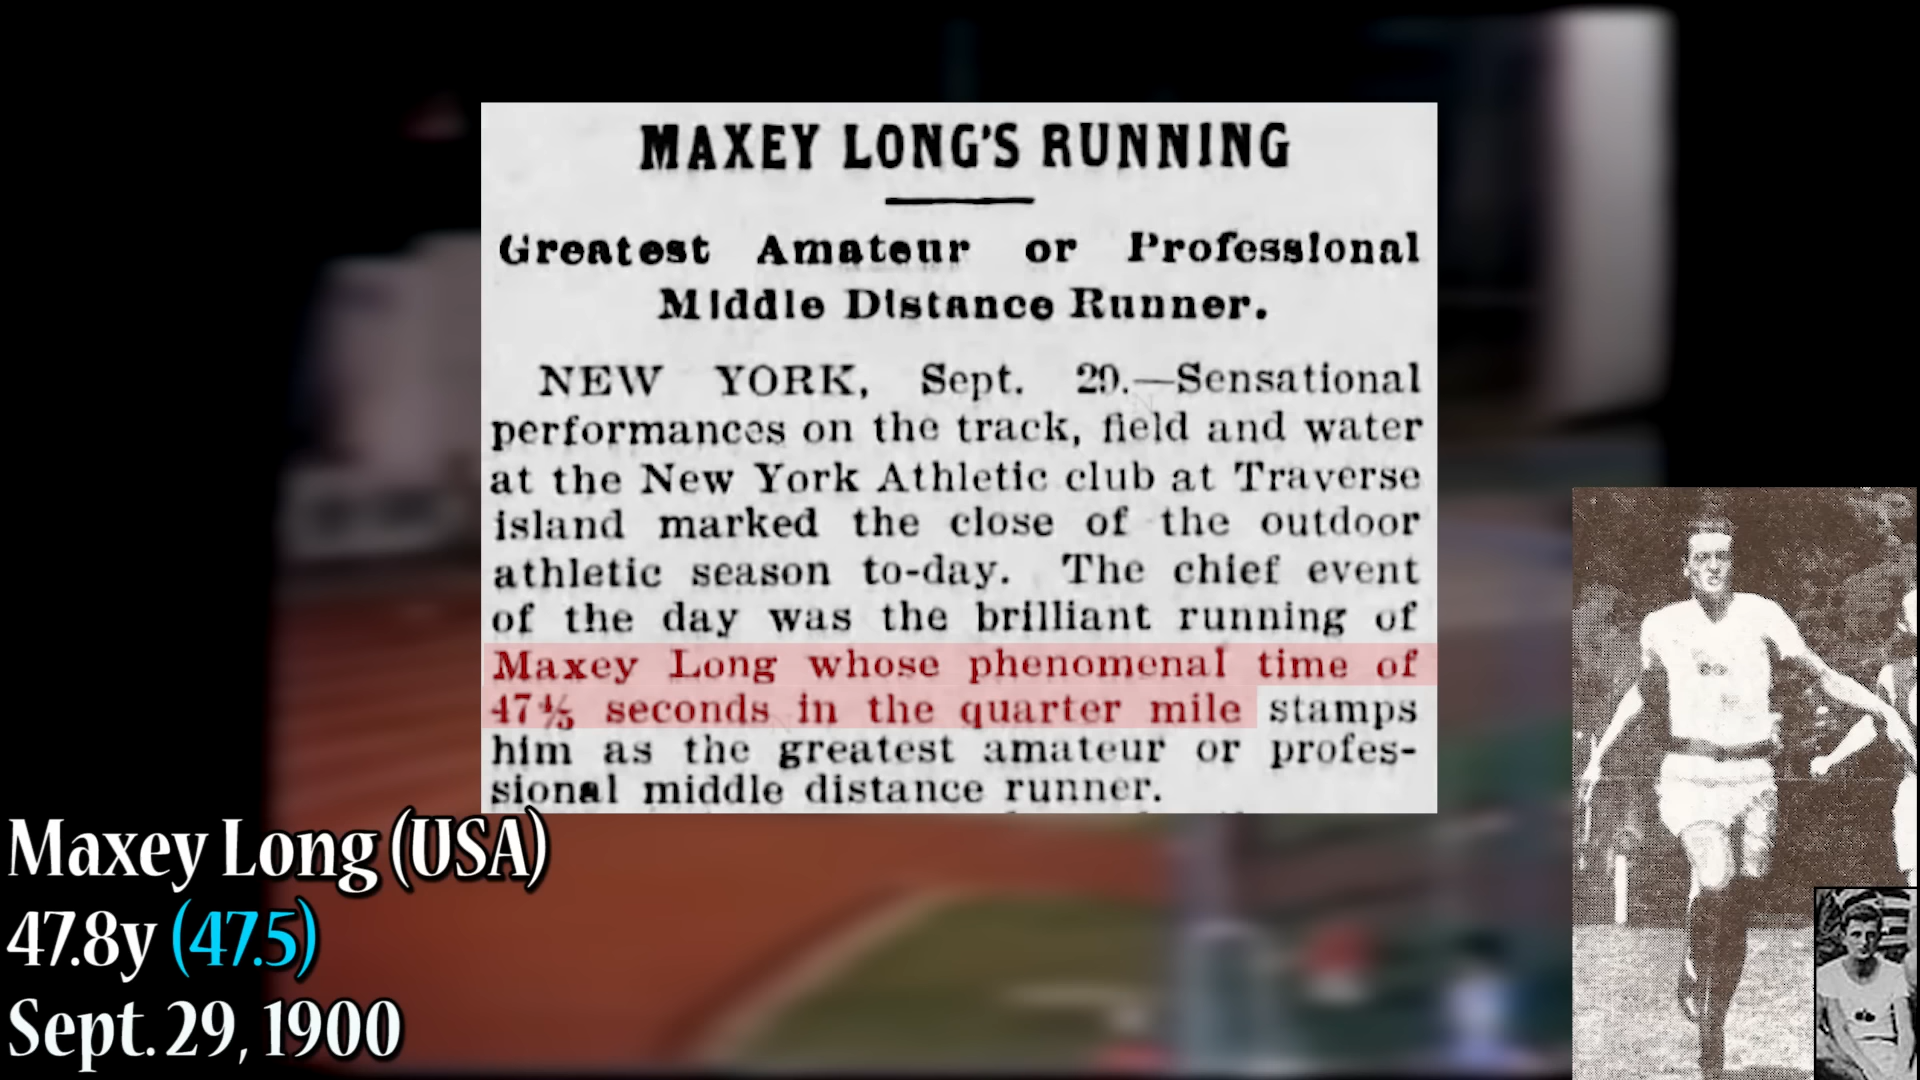 MAXEY LONG'S RUNNING
Greatest Amateur or Professional
Middle Distance Runner.
NEW YORK, Sept. 29.—Sensational
performances on the track, field and water
at the New York Athletic club at Traverse
island marked the close of the outdoor
athletic season to-day. The chief event
of the day was the brilliant running of
Maxey Long whose phenomenal time of
47⅘ seconds in the quarter mile stamps
him as the greatest amateur or profes-
sional middle distance runner.
Maxey Long (USA)
47.8y (47.5)
Sept. 29, 1900